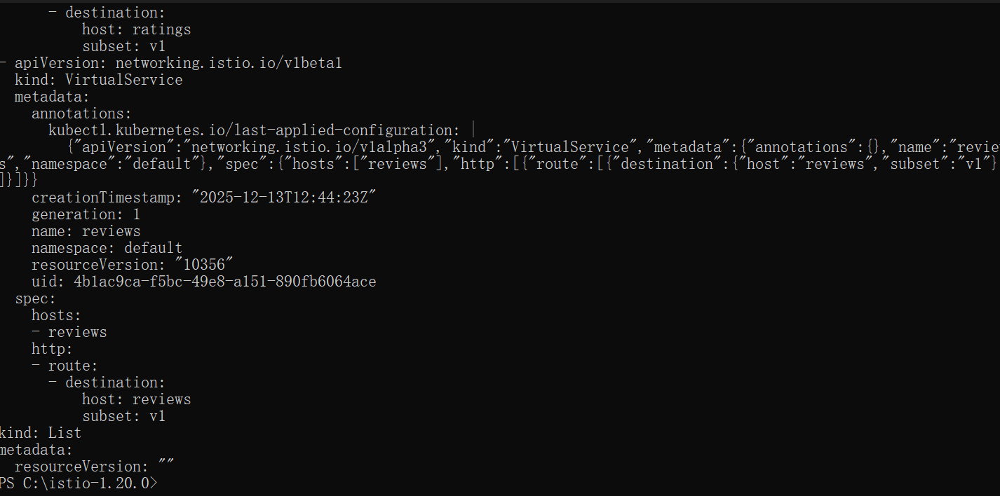 - destination:
          host: ratings
          subset: v1
- apiVersion: networking.istio.io/v1beta1
  kind: VirtualService
  metadata:
    annotations:
      kubectl.kubernetes.io/last-applied-configuration: |
        {"apiVersion":"networking.istio.io/v1alpha3","kind":"VirtualService","metadata":{"annotations":{},"name":"review
s","namespace":"default"},"spec":{"hosts":["reviews"],"http":[{"route":[{"destination":{"host":"reviews","subset":"v1"}
]}]}}
    creationTimestamp: "2025-12-13T12:44:23Z"
    generation: 1
    name: reviews
    namespace: default
    resourceVersion: "10356"
    uid: 4b1ac9ca-f5bc-49e8-a151-890fb6064ace
  spec:
    hosts:
    - reviews
    http:
    - route:
      - destination:
          host: reviews
          subset: v1
kind: List
metadata:
  resourceVersion: ""
PS C:\istio-1.20.0>